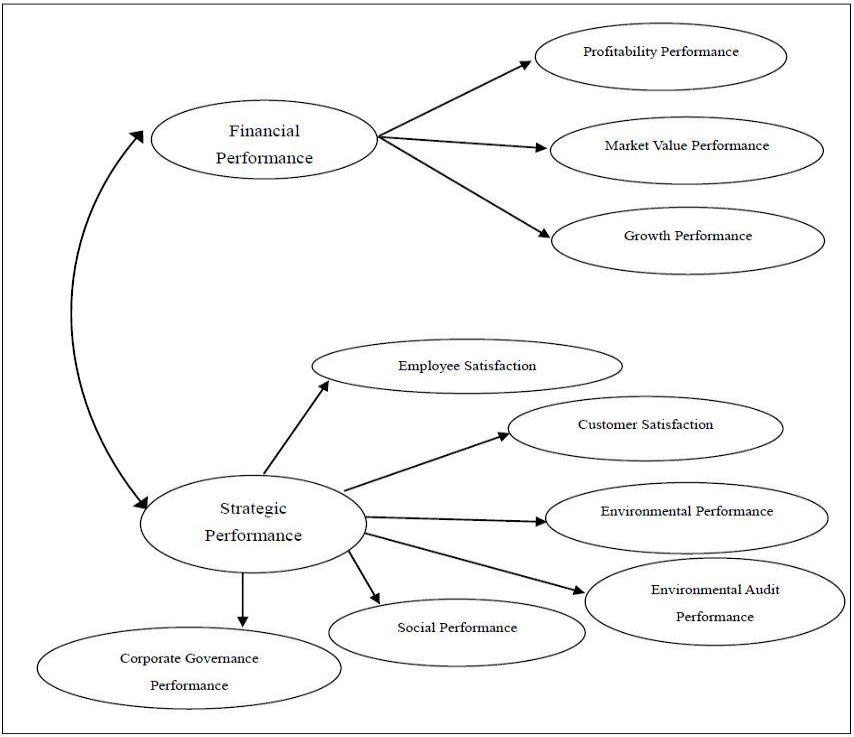 Profitability Performance
Financial
Performance
Market Value Performance
Growth Performance
Employee Satisfaction
Customer Satisfaction
Strategic
Performance
Environmental Performance
Environmental Audit
Performance
Social Performance
Corporate Governance
Performance